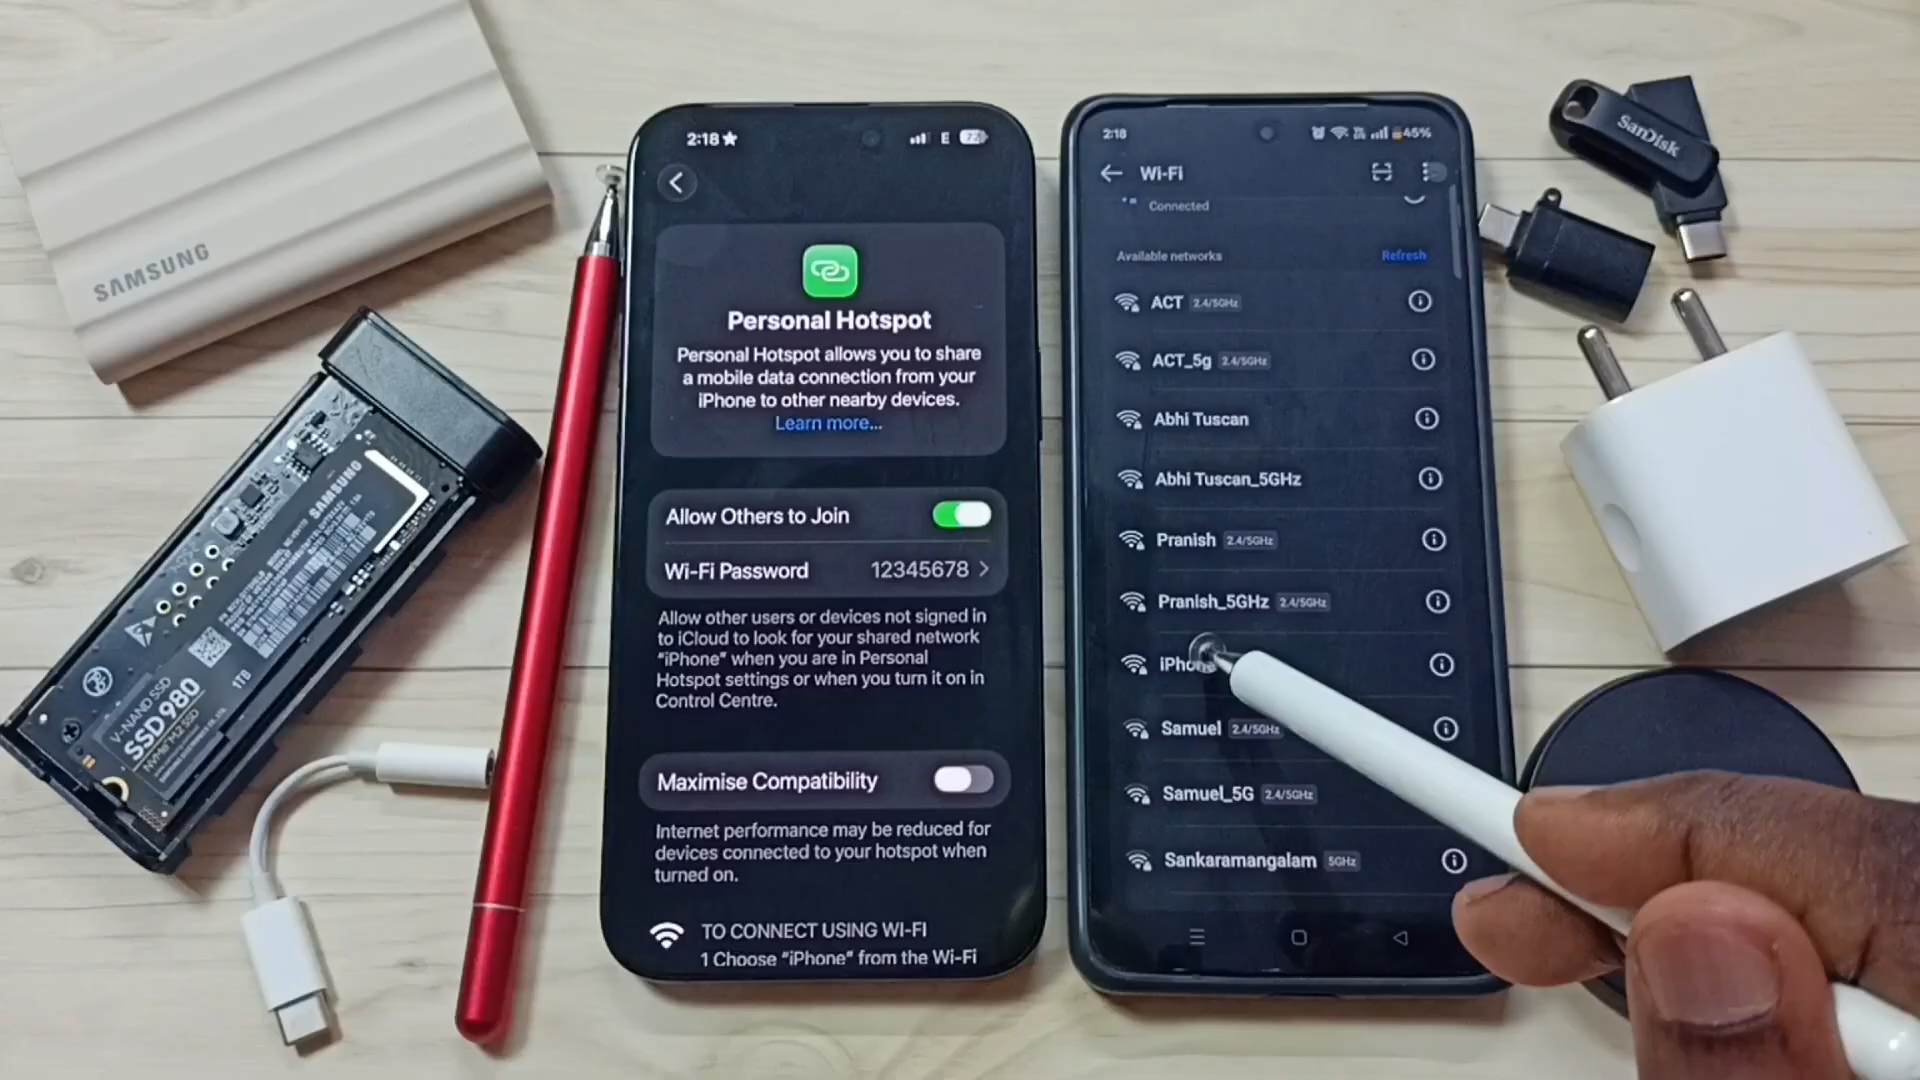 SAMSUNG
SAMSUNG
V-NAND SSD
SSD 980
NVMe M.2 SSD
1TB
2:18
E
72
Personal Hotspot
Personal Hotspot allows you to share
a mobile data connection from your
iPhone to other nearby devices.
Learn more...
Allow Others to Join
Wi-Fi Password 12345678
Allow other users or devices not signed in
to iCloud to look for your shared network
“iPhone” when you are in Personal
Hotspot settings or when you turn it on in
Control Centre.
Maximise Compatibility
Internet performance may be reduced for
devices connected to your hotspot when
turned on.
TO CONNECT USING WI-FI
1 Choose “iPhone” from the Wi-Fi
2:18
45%
Wi-Fi
Connected
Available networks Refresh
ACT 2.4/5GHz
ACT_5g 2.4/5GHz
Abhi Tuscan
Abhi Tuscan_5GHz
Pranish 2.4/5GHz
Pranish_5GHz 2.4/5GHz
iPhone
Samuel 2.4/5GHz
Samuel_5G 2.4/5GHz
Sankaramangalam 5GHz
SanDisk